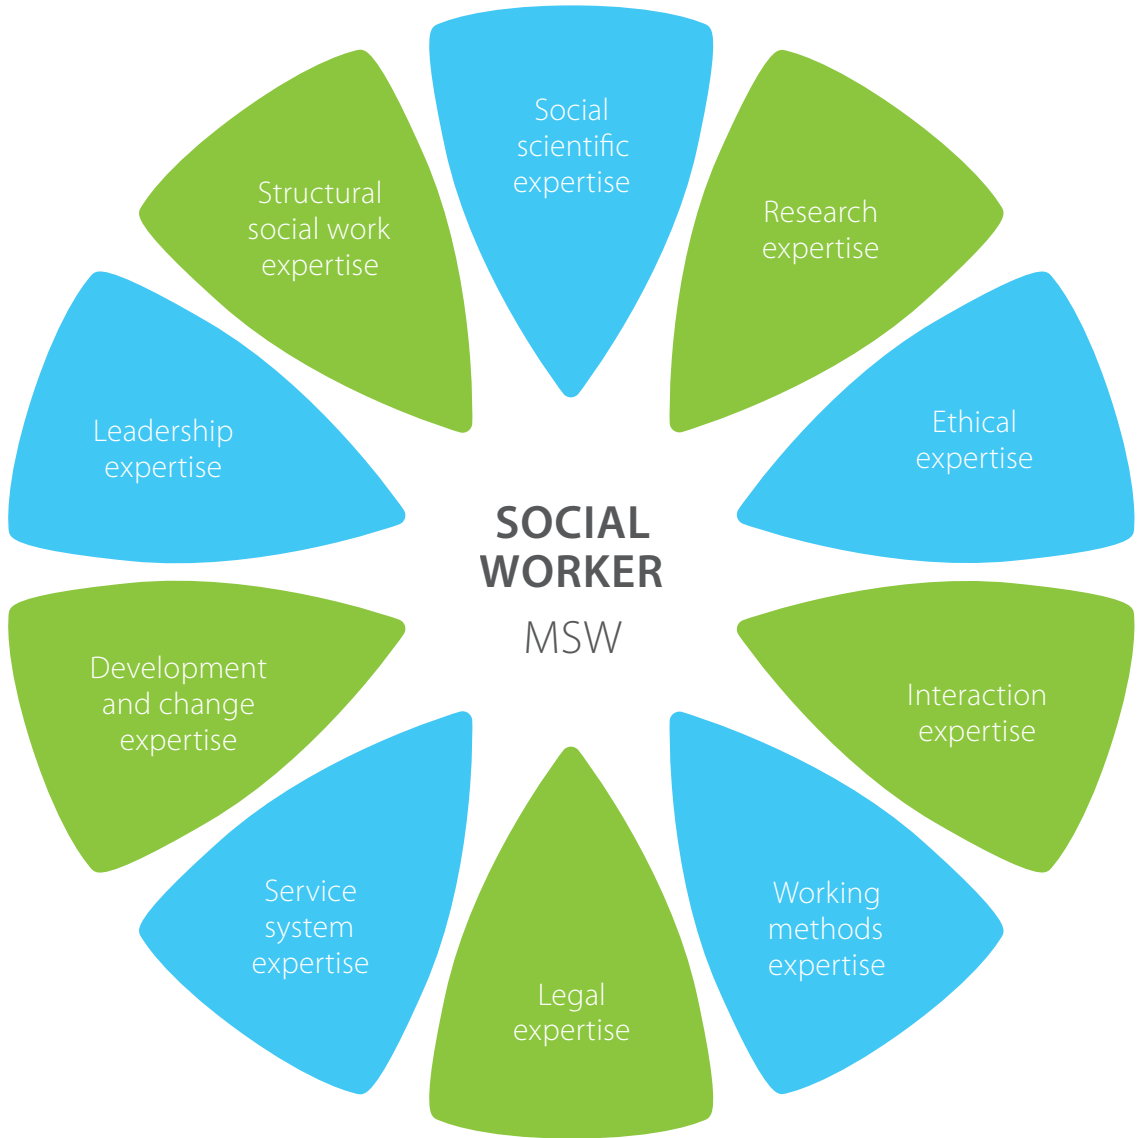 Social
scientific
expertise
Research
expertise
Ethical
expertise
Interaction
expertise
Working
methods
expertise
Legal
expertise
Service
system
expertise
Development
and change
expertise
Leadership
expertise
Structural
social work
expertise
SOCIAL
WORKER
MSW